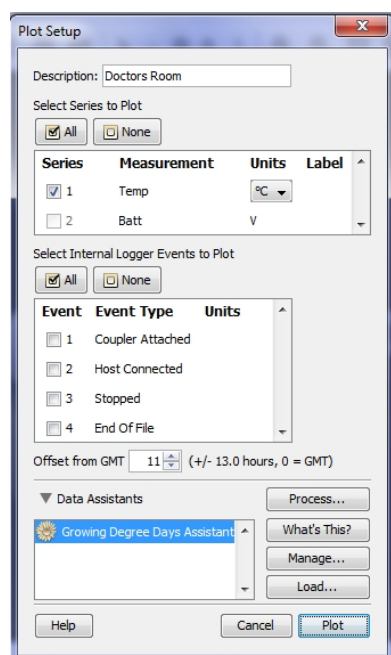 Plot Setup
Description: Doctors Room
Select Series to Plot
All None
Series Measurement Units Label
1 Temp °C
2 Batt V
Select Internal Logger Events to Plot
All None
Event Event Type Units
1 Coupler Attached
2 Host Connected
3 Stopped
4 End Of File
Offset from GMT 11 (+/- 13.0 hours, 0 = GMT)
Data Assistants Process...
Growing Degree Days Assistant What's This?
Manage...
Load...
Help Cancel Plot